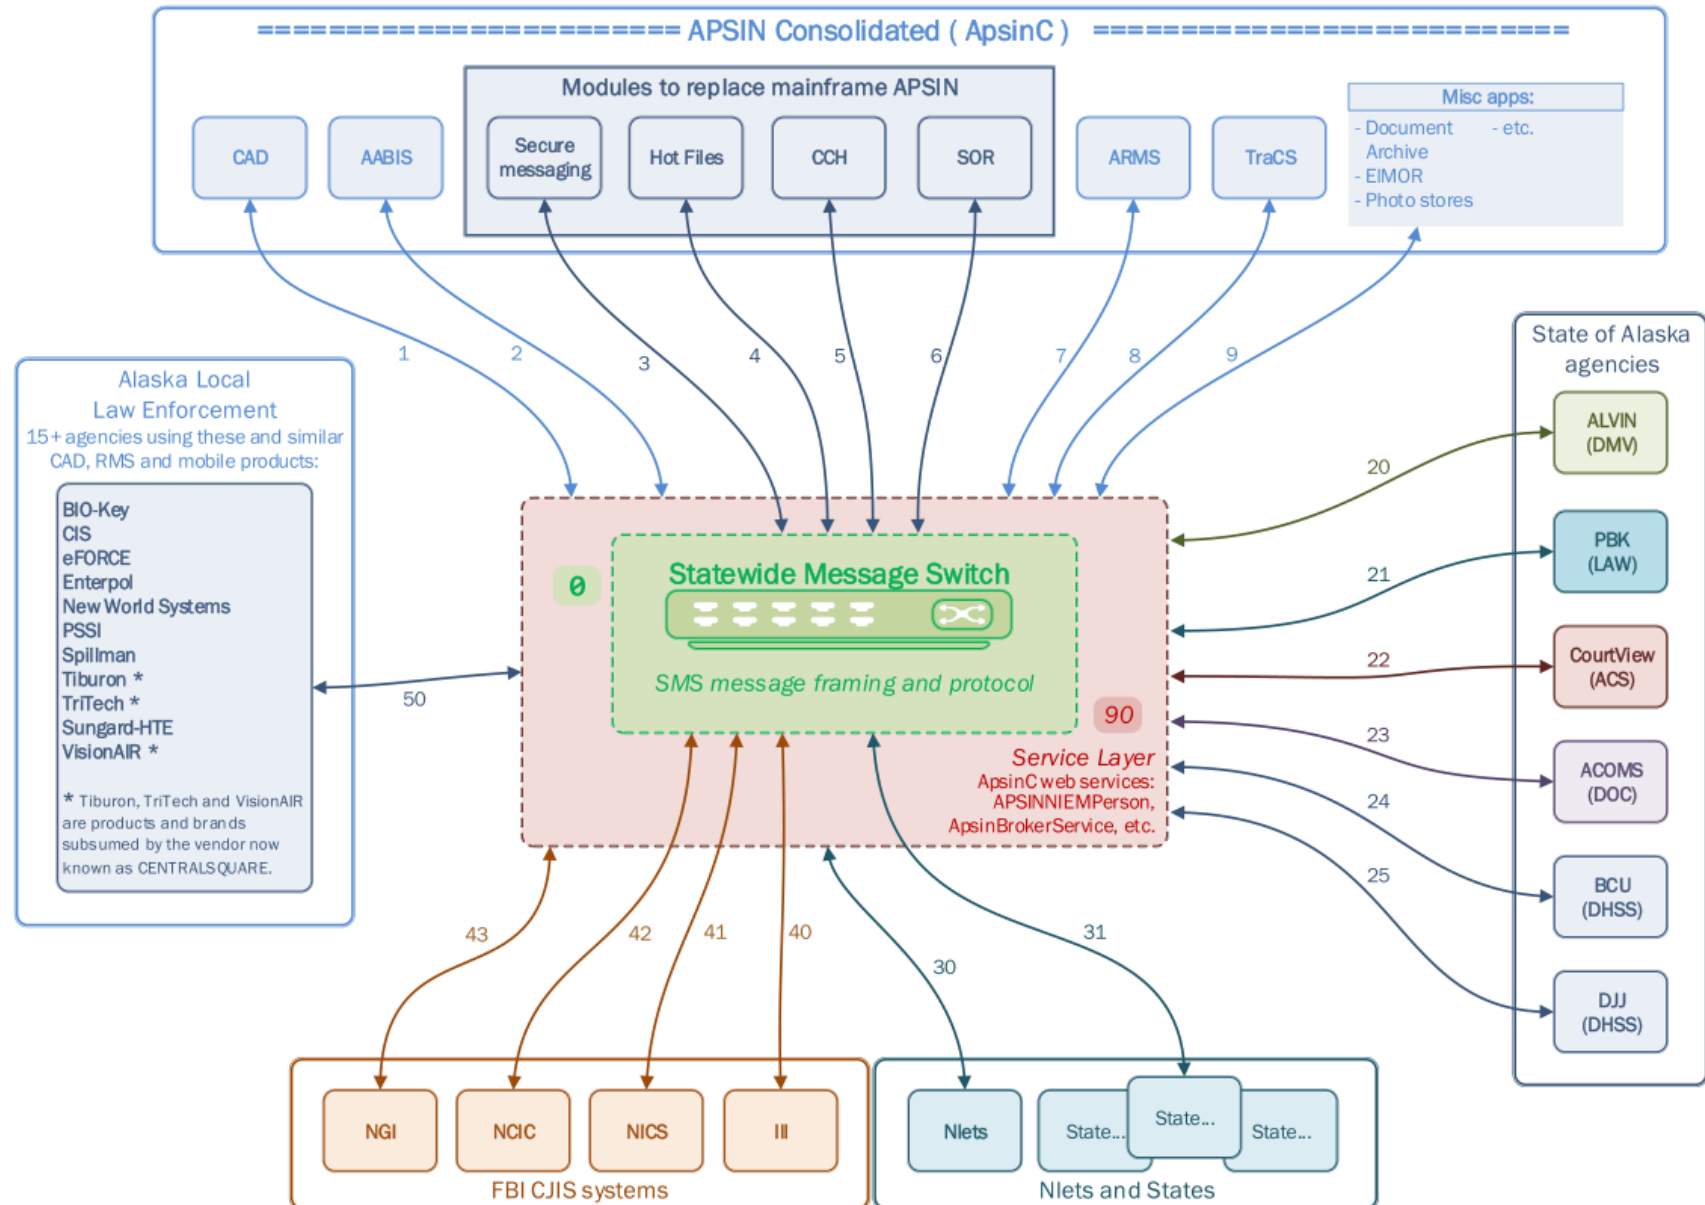 ======================= APSIN Consolidated ( ApsinC ) ==========================
Modules to replace mainframe APSIN
Misc apps:
CAD
AABIS
Secure
messaging
Hot Files
CCH
SOR
ARMS
TraCS
- Document
Archive
- EIMOR
- Photo stores
- etc.
1
2
3
4
5
6
7
8
9
Alaska Local
Law Enforcement
15+ agencies using these and similar
CAD, RMS and mobile products:
BIO-Key
CIS
eFORCE
Enterpol
New World Systems
PSSI
Spillman
Tiburon *
TriTech *
Sungard-HTE
VisionAIR *
* Tiburon, TriTech and VisionAIR
are products and brands
subsumed by the vendor now
known as CENTRALSQUARE.
50
0
Statewide Message Switch
SMS message framing and protocol
90
Service Layer
ApsinC web services:
APSINNIEMPerson,
ApsinBrokerService, etc.
State of Alaska
agencies
20
ALVIN
(DMV)
21
PBK
(LAW)
22
CourtView
(ACS)
23
ACOMS
(DOC)
24
BCU
(DHSS)
25
DJJ
(DHSS)
43
42
41
40
30
31
NGI
NCIC
NICS
III
FBI CJIS systems
Nlets
State...
State...
State...
Nlets and States